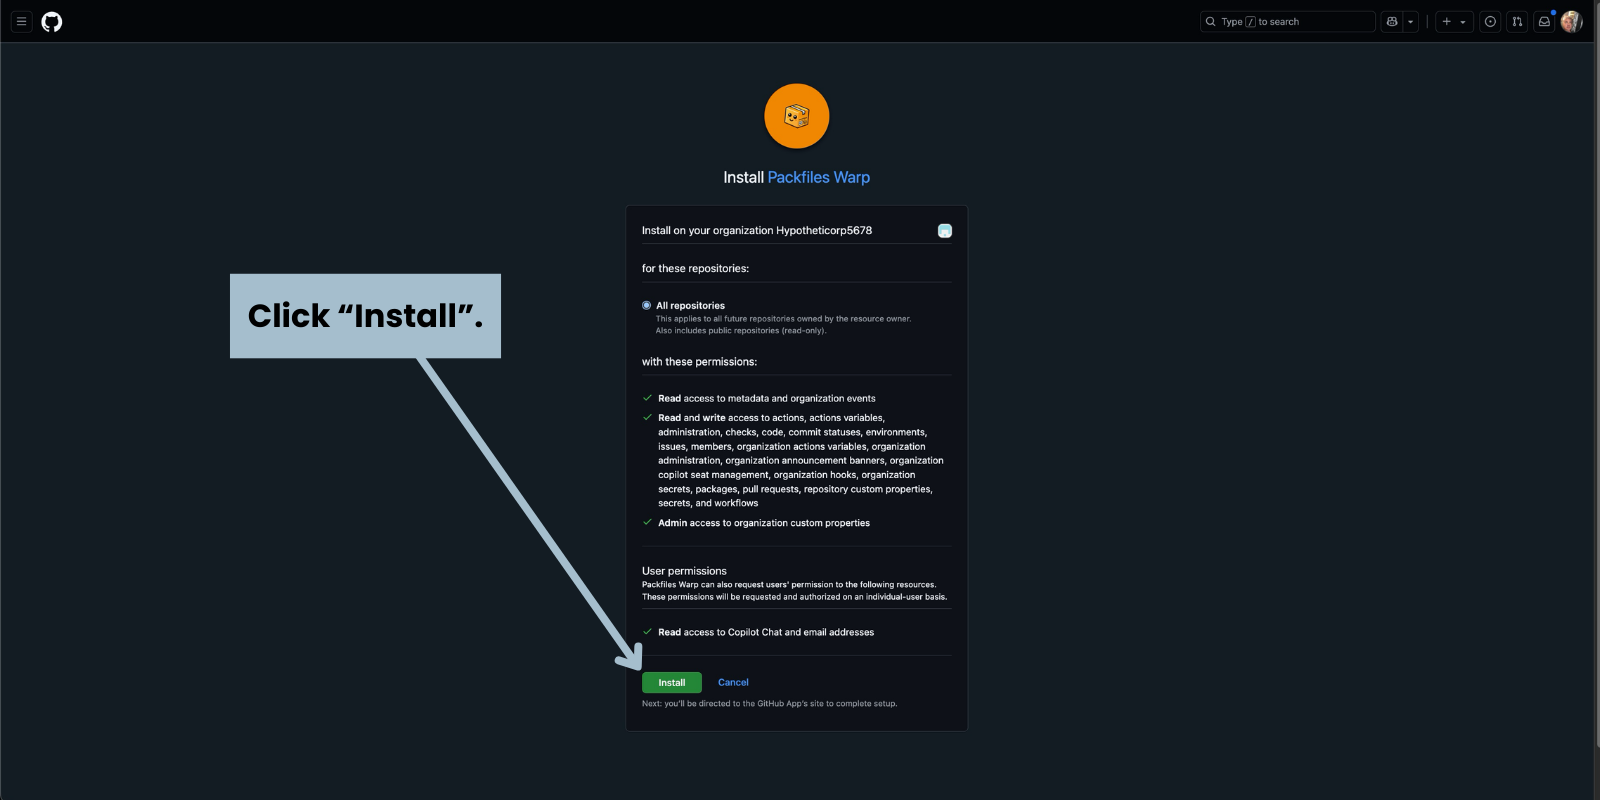 Type / to search
Install Packfiles Warp
Install on your organization Hypotheticorp5678
for these repositories:
All repositories
This applies to all future repositories owned by the resource owner.
Also includes public repositories (read-only).
Click “Install”.
with these permissions:
Read access to metadata and organization events
Read and write access to actions, actions variables,
administration, checks, code, commit statuses, environments,
issues, members, organization actions variables, organization
administration, organization announcement banners, organization
copilot seat management, organization hooks, organization
secrets, packages, pull requests, repository custom properties,
secrets, and workflows
Admin access to organization custom properties
User permissions
Packfiles Warp can also request users' permission to the following resources.
These permissions will be requested and authorized on an individual-user basis.
Read access to Copilot Chat and email addresses
Install Cancel
Next: you'll be directed to the GitHub App's site to complete setup.